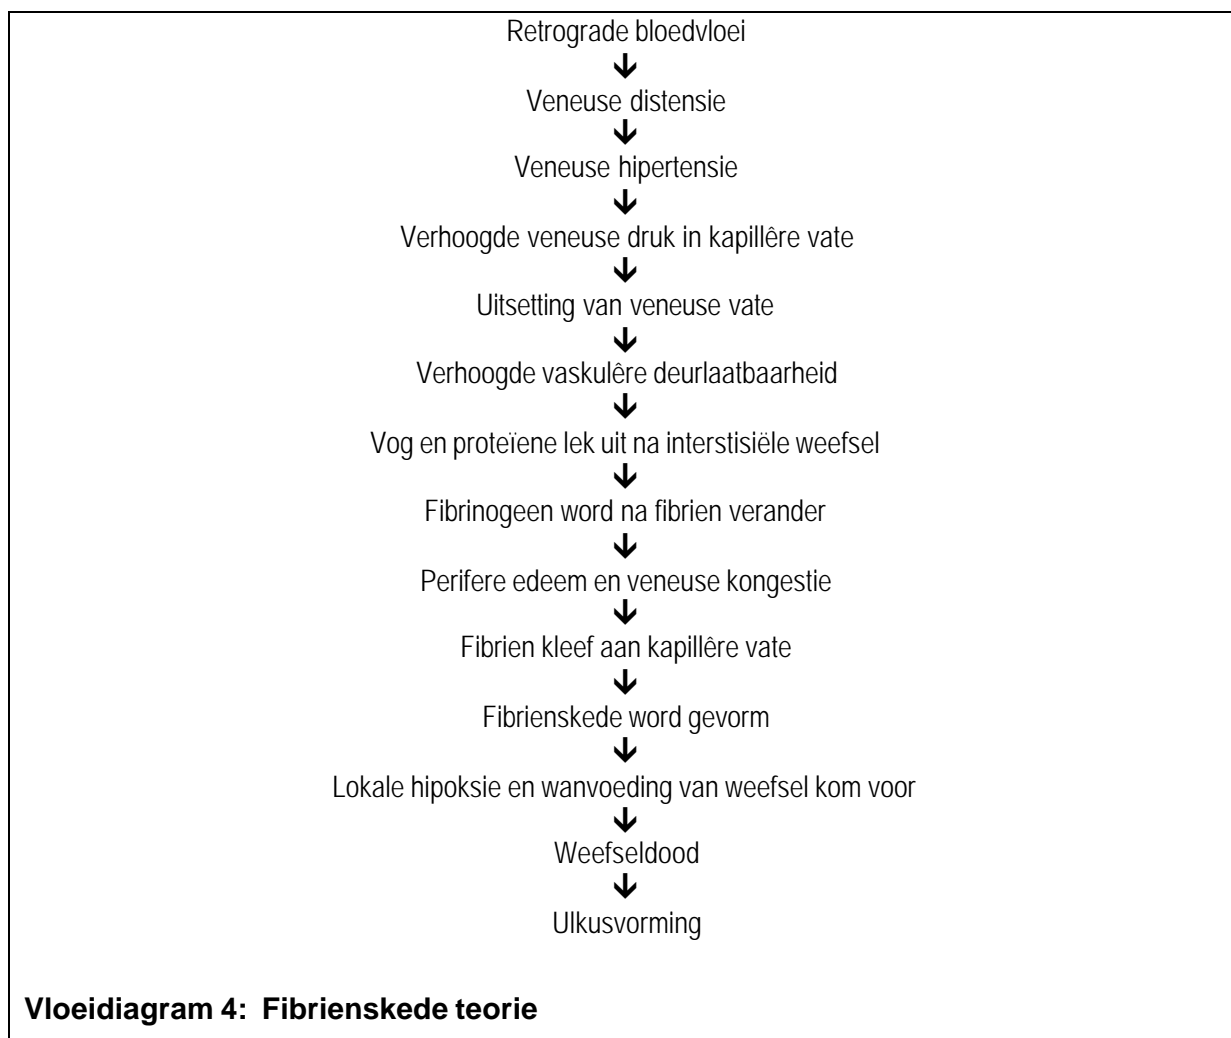 Retrograde bloedvloei
Veneuse distensie
Veneuse hipertensie
Verhoogde veneuse druk in kapillêre vate
Uitsetting van veneuse vate
Verhoogde vaskulêre deurlaatbaarheid
Vog en proteïene lek uit na interstisiële weefsel
Fibrinogeen word na fibrien verander
Perifere edeem en veneuse kongestie
Fibrien kleef aan kapillêre vate
Fibrienskede word gevorm
Lokale hipoksie en wanvoeding van weefsel kom voor
Weefseldood
Ulkusvorming
Vloeidiagram 4: Fibrienskede teorie